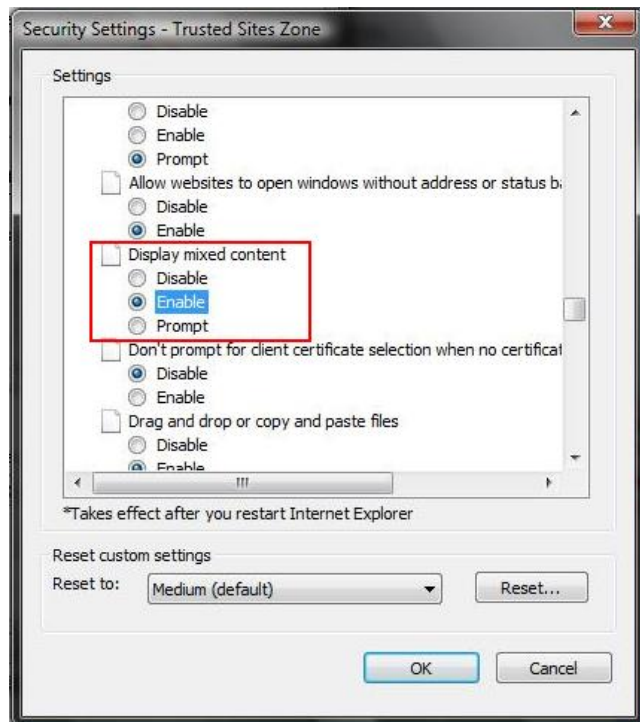 Security Settings - Trusted Sites Zone
Settings
Disable
Enable
Prompt
Allow websites to open windows without address or status ba
Disable
Enable
Display mixed content
Disable
Enable
Prompt
Don't prompt for client certificate selection when no certificat
Disable
Enable
Drag and drop or copy and paste files
Disable
Enable
*Takes effect after you restart Internet Explorer
Reset custom settings
Reset to: Medium (default) Reset...
OK Cancel